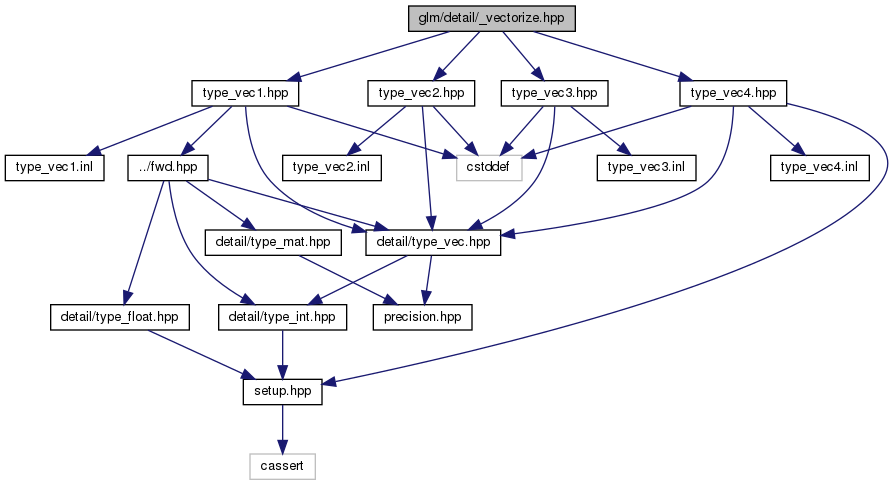 glm/detail/_vectorize.hpp
type_vec1.hpp
type_vec2.hpp
type_vec3.hpp
type_vec4.hpp
type_vec1.inl
../fwd.hpp
type_vec2.inl
cstddef
type_vec3.inl
type_vec4.inl
detail/type_mat.hpp
detail/type_vec.hpp
detail/type_float.hpp
detail/type_int.hpp
precision.hpp
setup.hpp
cassert